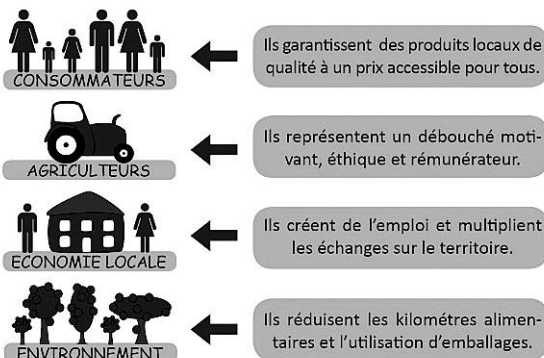 CONSOMMATEURS
Ils garantissent des produits locaux de
qualité à un prix accessible pour tous.
AGRICULTEURS
Ils représentent un débouché moti-
vant, éthique et rémunérateur.
ECONOMIE LOCALE
Ils créent de l'emploi et multiplient
les échanges sur le territoire.
ENVIRONNEMENT
Ils réduisent les kilométres alimen-
taires et l'utilisation d'emballages.